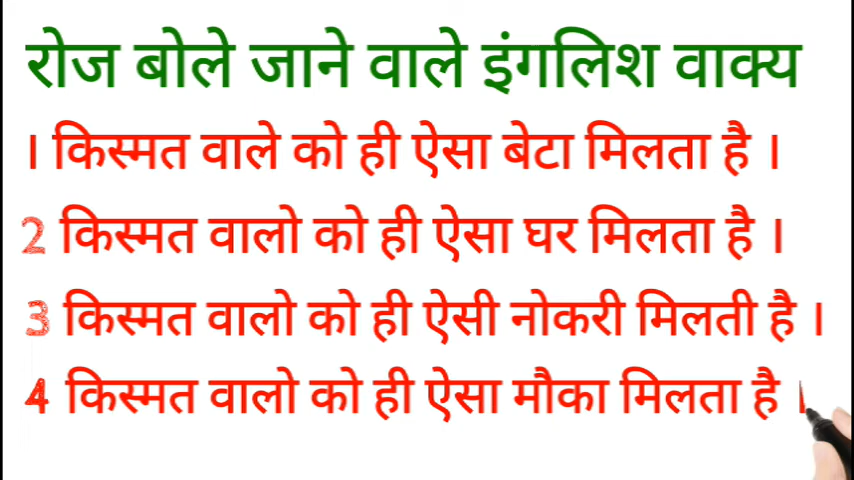 रोज बोले जाने वाले इंगलिश वाक्य
। किस्मत वाले को ही ऐसा बेटा मिलता है ।
2 किस्मत वालो को ही ऐसा घर मिलता है ।
3 किस्मत वालो को ही ऐसी नोकरी मिलती है ।
4 किस्मत वालो को ही ऐसा मौका मिलता है ।